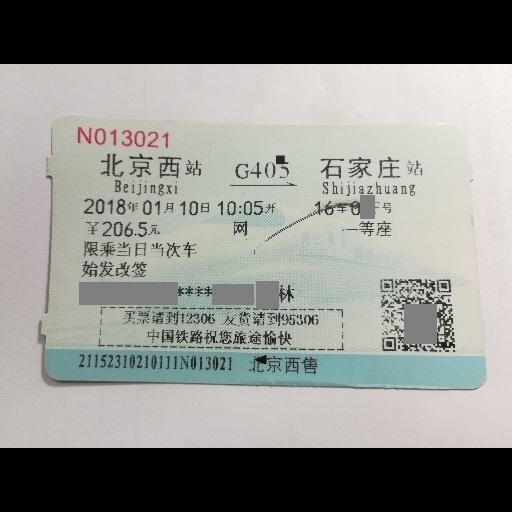 N013021
北京西站 G405 石家庄站
Beijingxi Shijiazhuang
2018年01月10日10:05开 16车0 F号
￥206.5元 网 一等座
限乘当日当次车
始发改签
****林
买票请到12306 发货请到95306
中国铁路祝您旅途愉快
21152310210111N013021 北京西售